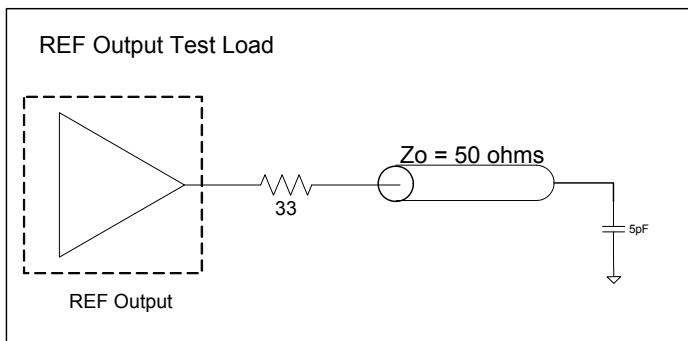 REF Output Test Load
Zo = 50 ohms
33
5pF
REF Output